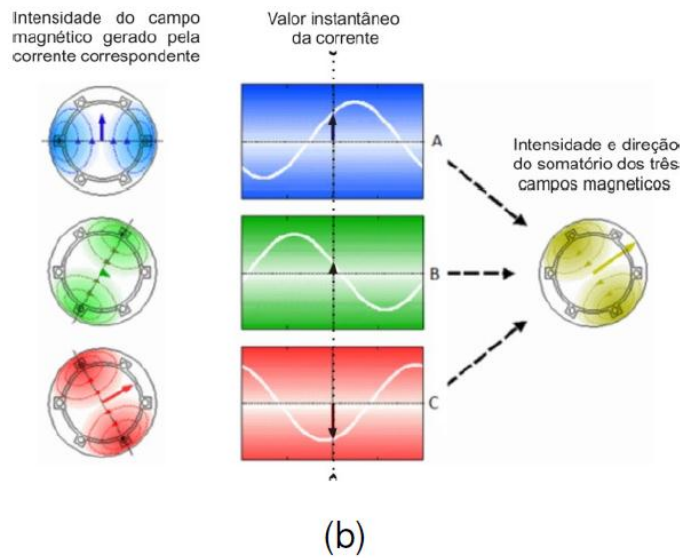 Intensidade do campo
magnético gerado pela
corrente correspondente
Valor instantâneo
da corrente
A
Intensidade e direção
do somatório dos três
campos magneticos
B
C
(b)